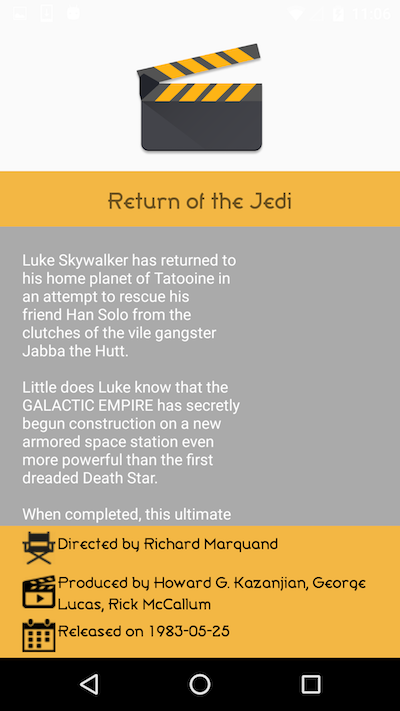 11:06
Return of the Jedi
Luke Skywalker has returned to
his home planet of Tatooine in
an attempt to rescue his
friend Han Solo from the
clutches of the vile gangster
Jabba the Hutt.
Little does Luke know that the
GALACTIC EMPIRE has secretly
begun construction on a new
armored space station even
more powerful than the first
dreaded Death Star.
When completed, this ultimate
Directed by Richard Marquand
Produced by Howard G. Kazanjian, George
Lucas, Rick McCallum
Released on 1983-05-25